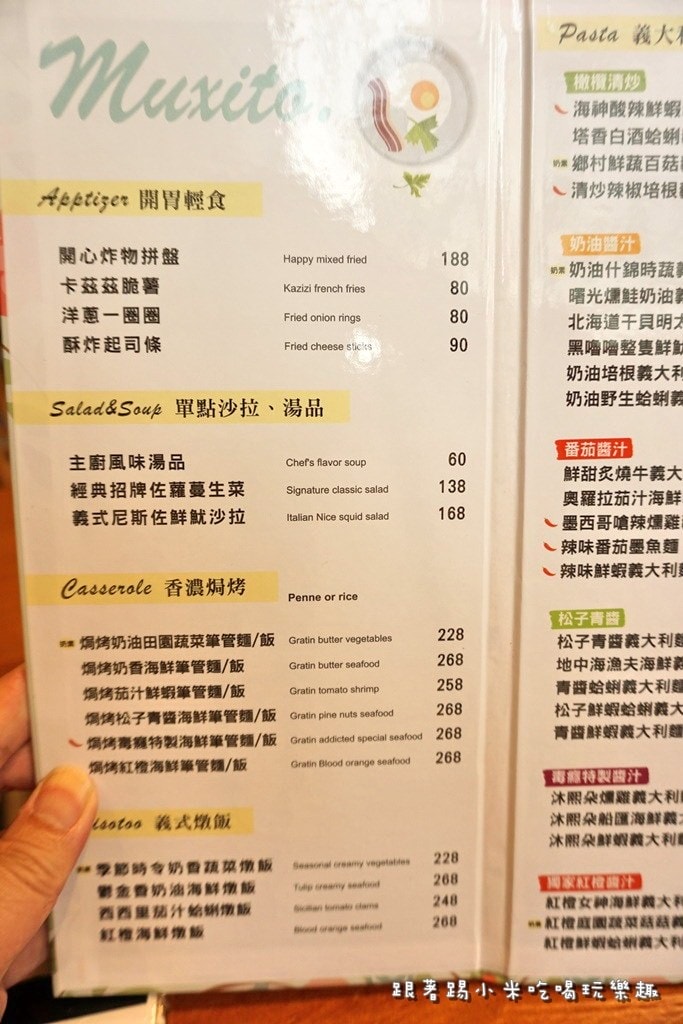 Muxito.
Apptizer 開胃輕食
開心炸物拼盤 Happy mixed fried 188
卡茲茲脆薯 Kazizi french fries 80
洋蔥一圈圈 Fried onion rings 80
酥炸起司條 Fried cheese sticks 90
Salad&Soup 單點沙拉、湯品
主廚風味湯品 Chef's flavor soup 60
經典招牌佐蘿蔓生菜 Signature classic salad 138
義式尼斯佐鮮魷沙拉 Italian Nice squid salad 168
Casserole 香濃焗烤 Penne or rice
奶素 焗烤奶油田園蔬菜筆管麵/飯 Gratin butter vegetables 228
焗烤奶香海鮮筆管麵/飯 Gratin butter seafood 268
焗烤茄汁鮮蝦筆管麵/飯 Gratin tomato shrimp 258
焗烤松子青醬海鮮筆管麵/飯 Gratin pine nuts seafood 268
焗烤毒癮特製海鮮筆管麵/飯 Gratin addicted special seafood 268
焗烤紅橙海鮮筆管麵/飯 Gratin Blood orange seafood 268
isotoo 義式燉飯
季節時令奶香蔬菜燉飯 Seasonal creamy vegetables 228
鬱金香奶油海鮮燉飯 Tulip creamy seafood 268
西西里茄汁蛤蜊燉飯 Sicilian tomato clams 248
紅橙海鮮燉飯 Blood orange seafood 268
Pasta 義大
橄欖清炒
海神酸辣鮮蝦
塔香白酒蛤蜊
奶素 鄉村鮮蔬百菇
清炒辣椒培根
奶油醬汁
奶素 奶油什錦時蔬
曙光燻鮭奶油
北海道干貝明太
黑嚕嚕整隻鮮魷
奶油培根義大利
奶油野生蛤蜊義
番茄醬汁
鮮甜炙燒牛義大
奧羅拉茄汁海鮮
墨西哥嗆辣燻雞
辣味番茄墨魚麵
辣味鮮蝦義大利
松子青醬
松子青醬義大利麵
地中海漁夫海鮮義
青醬蛤蜊義大利麵
松子鮮蝦蛤蜊義大
青醬鮮蝦義大利麵
毒癮特製醬汁
沐熙朵燻雞義大利
沐熙朵船匯海鮮義
沐熙朵鮮蝦義大利
獨家紅橙醬汁
紅橙女神海鮮義大
奶素 紅橙庭園蔬菜菇菇義
紅橙鮮蝦蛤蜊義大
跟著踢小米吃喝玩樂趣